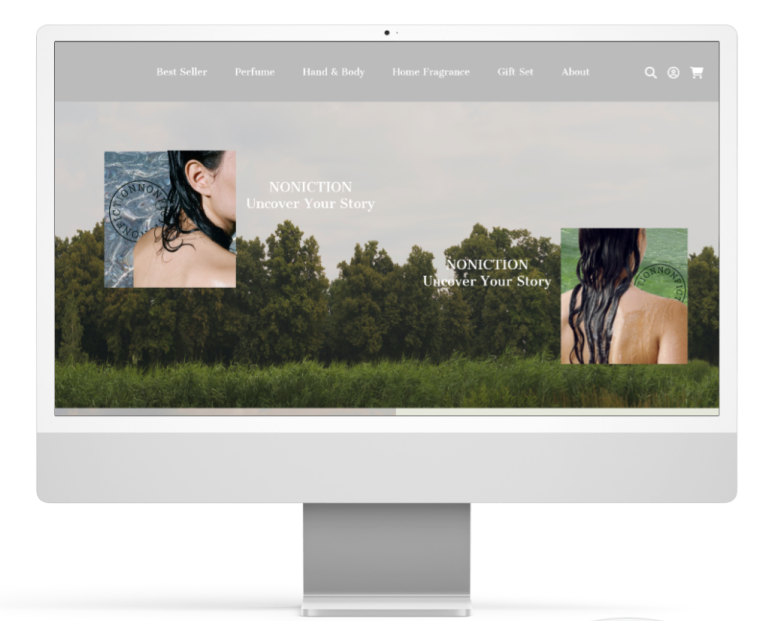 Best Seller Perfume Hand & Body Home Fragrance Gift Set About
NONICTION
Uncover Your Story
NONICTION
Uncover Your Story